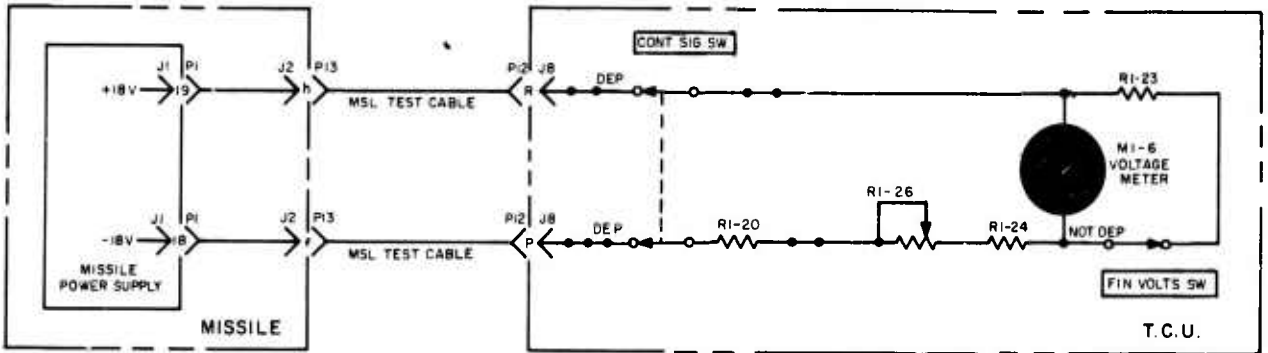 CONT SIG SW
J1 P1 J2 P13 P12 J8 DEP R1-23
+18V 19 h MSL TEST CABLE R
M1-6
VOLTAGE
METER
R1-26
J1 P1 J2 P13 P12 J8 DEP R1-20 R1-24 NOT DEP
-18V 18 MSL TEST CABLE P
MISSILE
POWER SUPPLY
FIN VOLTS SW
MISSILE
T.C.U.